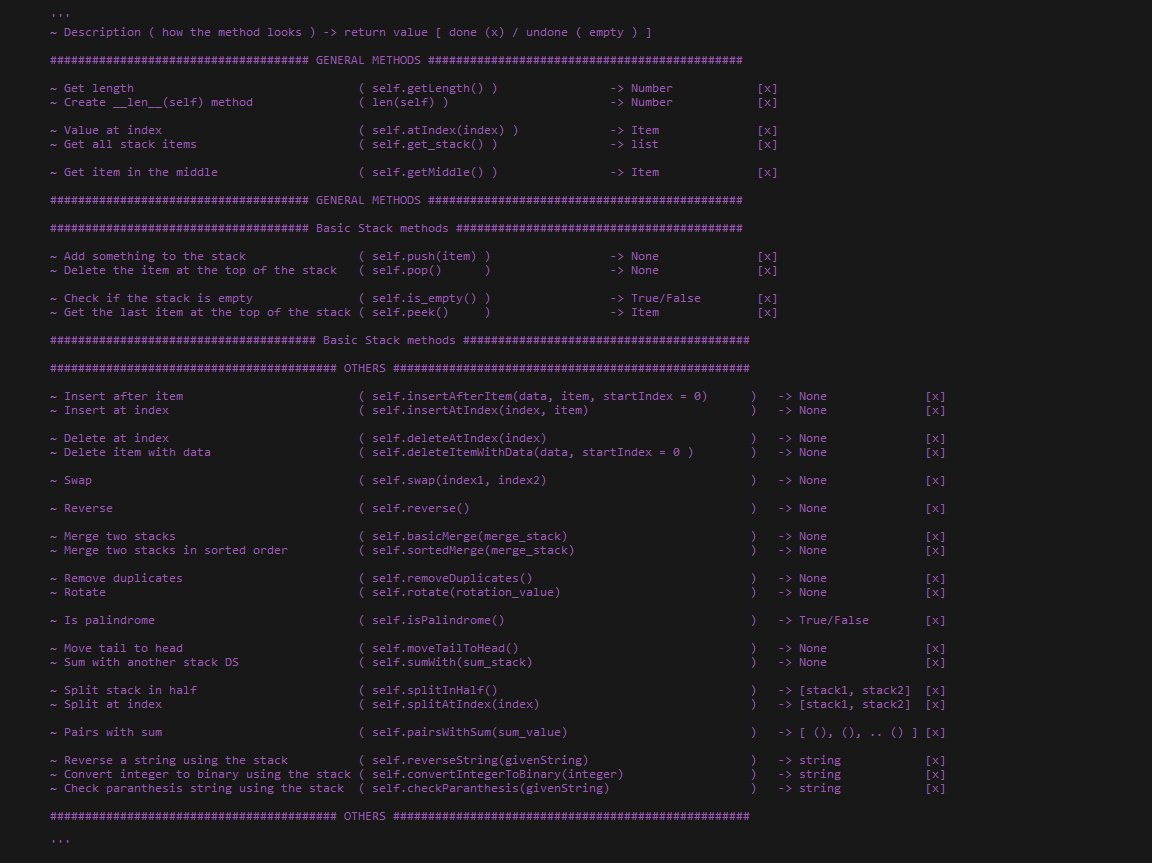 '''
~ Description ( how the method looks ) -> return value [ done (x) / undone ( empty ) ]
##################################### GENERAL METHODS #############################################
~ Get length ( self.getLength() ) -> Number [x]
~ Create __len__(self) method ( len(self) ) -> Number [x]
~ Value at index ( self.atIndex(index) ) -> Item [x]
~ Get all stack items ( self.get_stack() ) -> list [x]
~ Get item in the middle ( self.getMiddle() ) -> Item [x]
##################################### GENERAL METHODS #############################################
##################################### Basic Stack methods #########################################
~ Add something to the stack ( self.push(item) ) -> None [x]
~ Delete the item at the top of the stack ( self.pop() ) -> None [x]
~ Check if the stack is empty ( self.is_empty() ) -> True/False [x]
~ Get the last item at the top of the stack ( self.peek() ) -> Item [x]
###################################### Basic Stack methods #########################################
######################################### OTHERS ###################################################
~ Insert after item ( self.insertAfterItem(data, item, startIndex = 0) ) -> None [x]
~ Insert at index ( self.insertAtIndex(index, item) ) -> None [x]
~ Delete at index ( self.deleteAtIndex(index) ) -> None [x]
~ Delete item with data ( self.deleteItemWithData(data, startIndex = 0 ) ) -> None [x]
~ Swap ( self.swap(index1, index2) ) -> None [x]
~ Reverse ( self.reverse() ) -> None [x]
~ Merge two stacks ( self.basicMerge(merge_stack) ) -> None [x]
~ Merge two stacks in sorted order ( self.sortedMerge(merge_stack) ) -> None [x]
~ Remove duplicates ( self.removeDuplicates() ) -> None [x]
~ Rotate ( self.rotate(rotation_value) ) -> None [x]
~ Is palindrome ( self.isPalindrome() ) -> True/False [x]
~ Move tail to head ( self.moveTailToHead() ) -> None [x]
~ Sum with another stack DS ( self.sumWith(sum_stack) ) -> None [x]
~ Split stack in half ( self.splitInHalf() ) -> [stack1, stack2] [x]
~ Split at index ( self.splitAtIndex(index) ) -> [stack1, stack2] [x]
~ Pairs with sum ( self.pairsWithSum(sum_value) ) -> [ (), (), .. () ] [x]
~ Reverse a string using the stack ( self.reverseString(givenString) ) -> string [x]
~ Convert integer to binary using the stack ( self.convertIntegerToBinary(integer) ) -> string [x]
~ Check paranthesis string using the stack ( self.checkParanthesis(givenString) ) -> string [x]
######################################### OTHERS ###################################################
'''